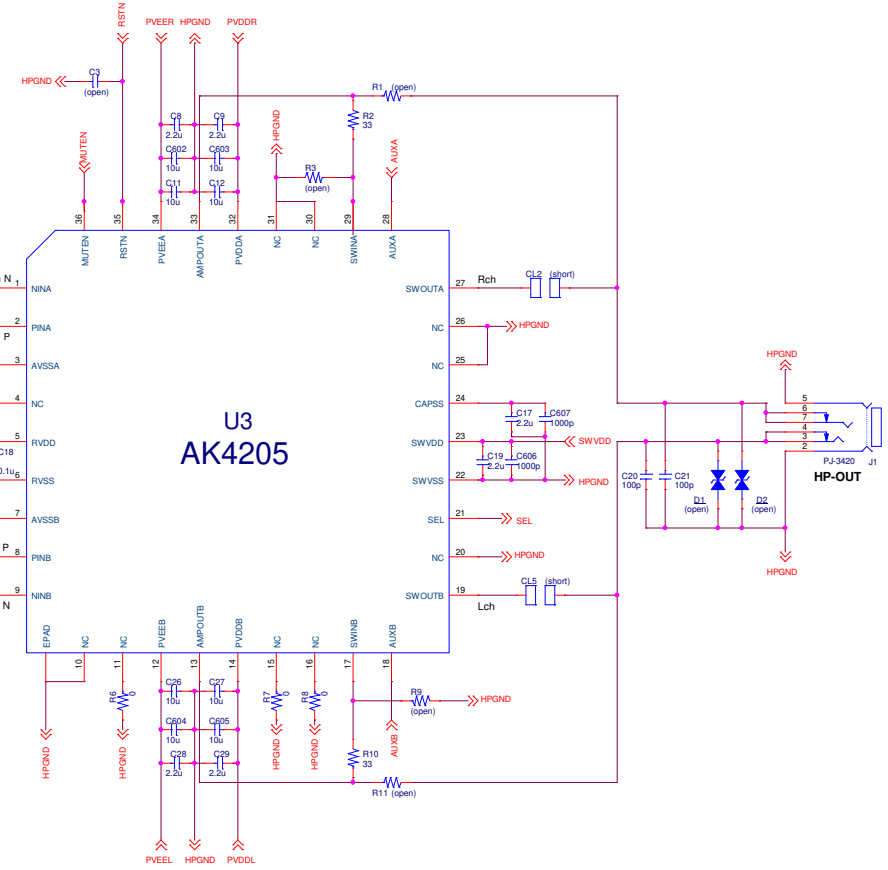 RSTN
PVEER HPGND PVDDR
HPGND
C3
(open)
R1 (open)
C8
2.2u
C9
2.2u
R2
33
MUTEN
HPGND
AUXA
C602
10u
C603
10u
R3
(open)
C11
10u
C12
10u
36
35
34
33
32
31
30
29
28
MUTEN
RSTN
PVEEA
AMPOUTA
PVDDA
NC
NC
SWINA
AUXA
N
1
NINA
2
PINA
P
3
AVSSA
4
NC
C18
5
RVDD
0.1u
6
RVSS
7
AVSSB
P
8
PINB
9
NINB
N
U3
AK4205
SWOUTA
27
Rch
CL2 (short)
NC
26
HPGND
NC
25
CAPSS
24
C17
2.2u
C607
1000p
SWVDD
23
SWVDD
C19
2.2u
C606
1000p
SWVSS
22
HPGND
SEL
21
SEL
NC
20
HPGND
SWOUTB
19
Lch
CL5 (short)
HPGND
5
6
7
4
3
2
PJ-3420
J1
HP-OUT
C20
100p
C21
100p
D1
(open)
D2
(open)
HPGND
EPAD
NC
NC
PVEEB
AMPOUTB
PVDDB
NC
NC
SWINB
AUXB
10
11
12
13
14
15
16
17
18
R6
0
C26
10u
C27
10u
R7
0
R8
0
R9
(open)
HPGND
C604
10u
C605
10u
HPGND
HPGND
HPGND
HPGND
AUXB
C28
2.2u
C29
2.2u
R10
33
R11 (open)
PVEEL HPGND PVDDL